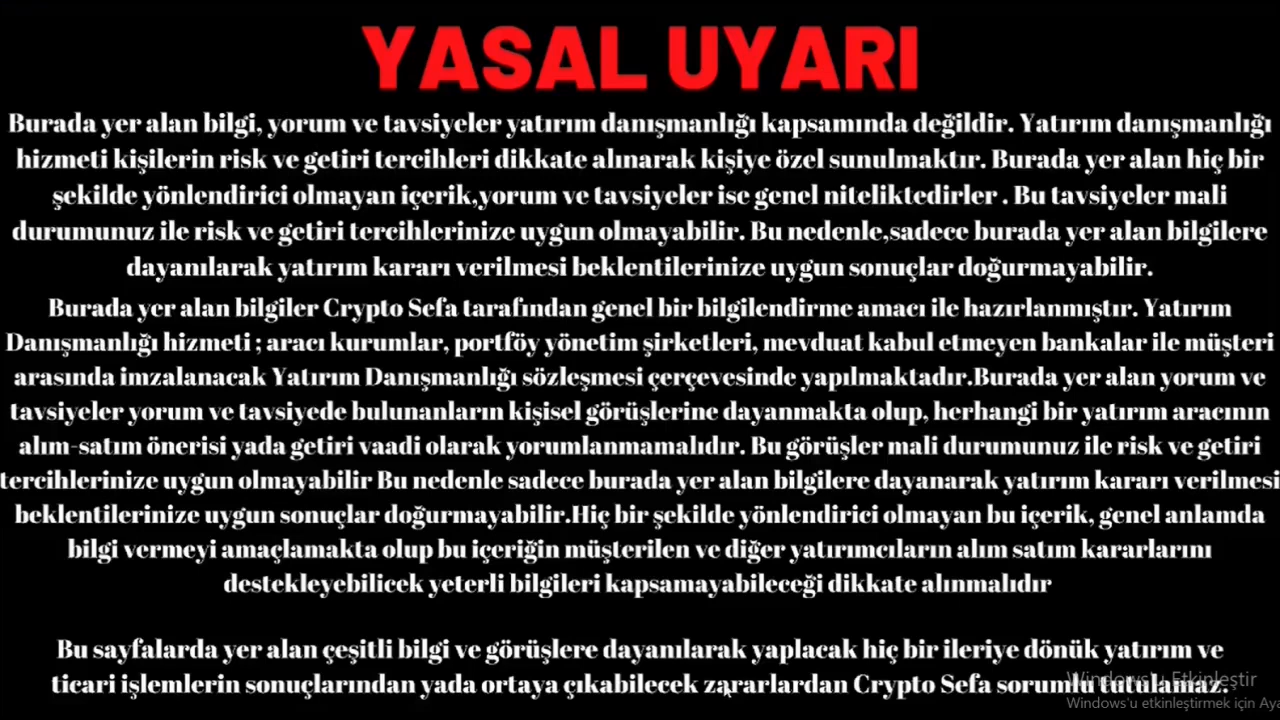 YASAL UYARI
Burada yer alan bilgi, yorum ve tavsiyeler yatırım danışmanlığı kapsamında değildir. Yatırım danışmanlığı
hizmeti kişilerin risk ve getiri tercihleri dikkate alınarak kişiye özel sunulmaktır. Burada yer alan hiç bir
şekilde yönlendirici olmayan içerik,yorum ve tavsiyeler ise genel niteliktedirler . Bu tavsiyeler mali
durumunuz ile risk ve getiri tercihlerinize uygun olmayabilir. Bu nedenle,sadece burada yer alan bilgilere
dayanılarak yatırım kararı verilmesi beklentilerinize uygun sonuçlar doğurmayabilir.
Burada yer alan bilgiler Crypto Sefa tarafından genel bir bilgilendirme amacı ile hazırlanmıştır. Yatırım
Danışmanlığı hizmeti ; aracı kurumlar, portföy yönetim şirketleri, mevduat kabul etmeyen bankalar ile müşteri
arasında imzalanacak Yatırım Danışmanlığı sözleşmesi çerçevesinde yapılmaktadır.Burada yer alan yorum ve
tavsiyeler yorum ve tavsiyede bulunanların kişisel görüşlerine dayanmakta olup, herhangi bir yatırım aracının
alım-satım önerisi yada getiri vaadi olarak yorumlanmamalıdır. Bu görüşler mali durumunuz ile risk ve getiri
tercihlerinize uygun olmayabilir Bu nedenle sadece burada yer alan bilgilere dayanarak yatırım kararı verilmesi
beklentilerinize uygun sonuçlar doğurmayabilir.Hiç bir şekilde yönlendirici olmayan bu içerik, genel anlamda
bilgi vermeyi amaçlamakta olup bu içeriğin müşterilen ve diğer yatırımcıların alım satım kararlarını
destekleyebilicek yeterli bilgileri kapsamayabileceği dikkate alınmalıdır
Bu sayfalarda yer alan çeşitli bilgi ve görüşlere dayanılarak yaplacak hiç bir ileriye dönük yatırım ve
ticari işlemlerin sonuçlarından yada ortaya çıkabilecek zararlardan Crypto Sefa sorumlu tutulamaz.
Windows'u Etkinleştir
Windows'u etkinleştirmek için Ay